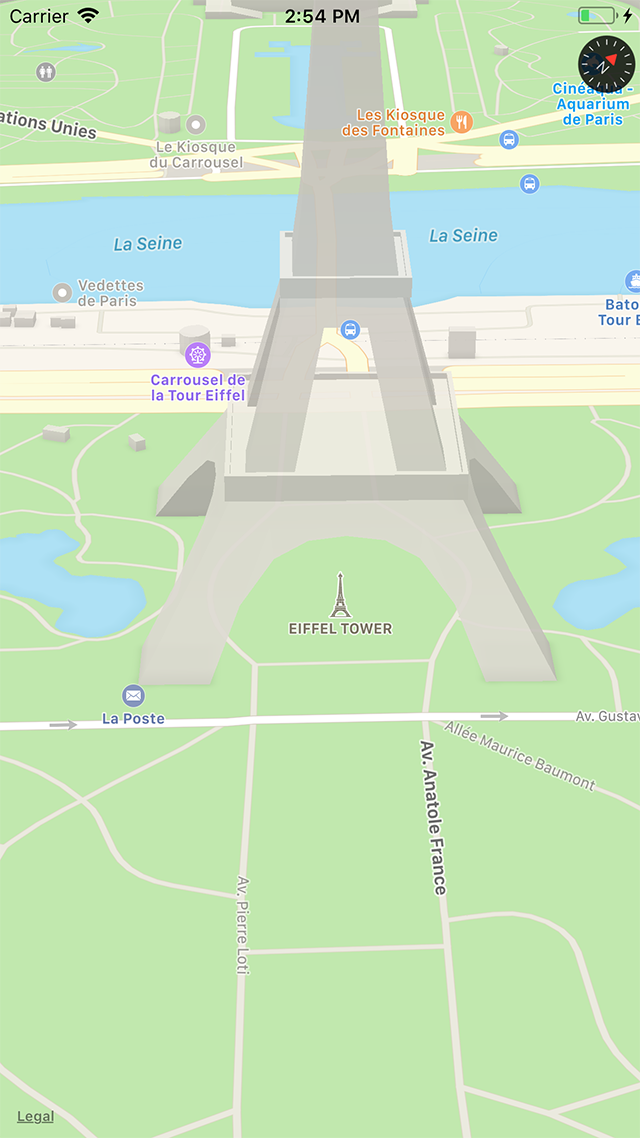 Carrier 2:54 PM
N
Cinéaqua -
Aquarium
de Paris
ations Unies
Les Kiosque
des Fontaines
Le Kiosque
du Carrousel
La Seine
La Seine
Vedettes
de Paris
Bato
Tour E
Carrousel de
la Tour Eiffel
EIFFEL TOWER
La Poste
Av. Gustav
Allée Maurice Baumont
Av. Anatole France
Av. Pierre Loti
Legal